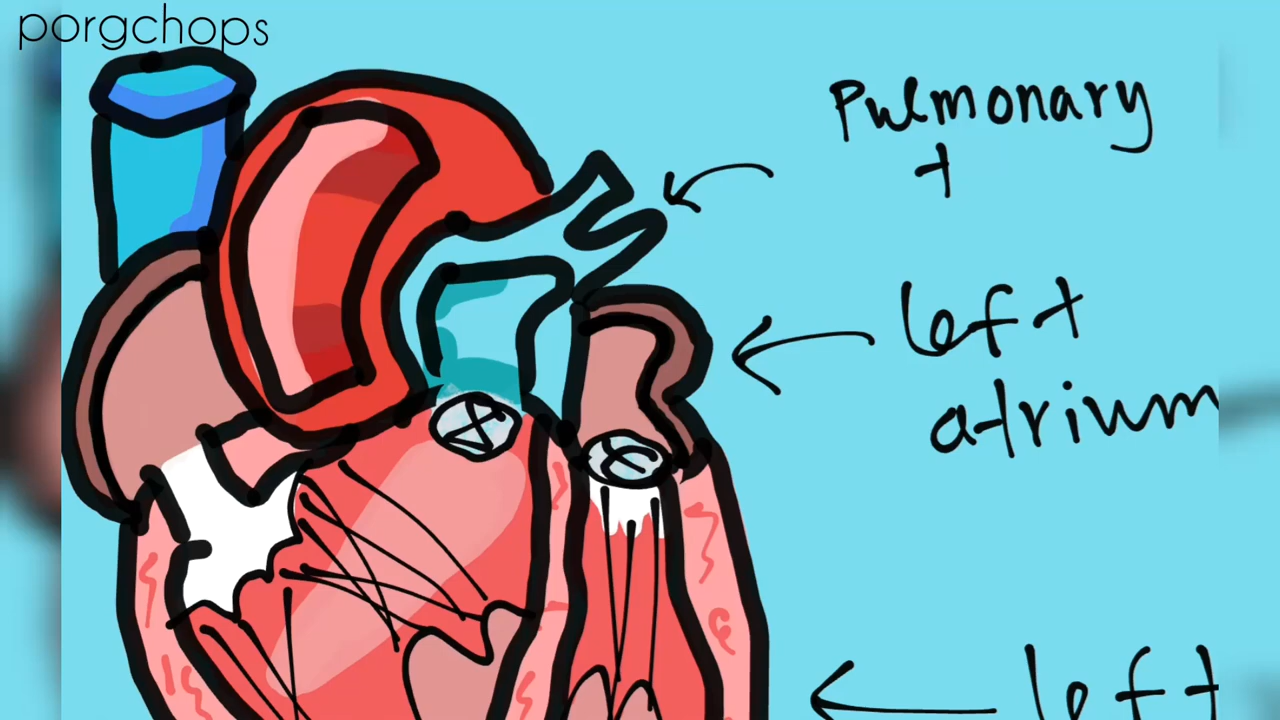 porgchops
Pulmonary
+
left
atrium
left